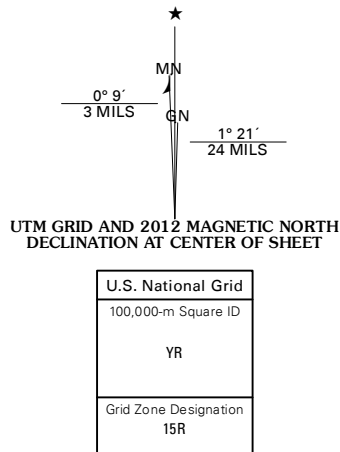 ★
MN
0° 9´
3 MILS
GN
1° 21´
24 MILS
UTM GRID AND 2012 MAGNETIC NORTH
DECLINATION AT CENTER OF SHEET
U.S. National Grid
100,000-m Square ID
YR
Grid Zone Designation
15R